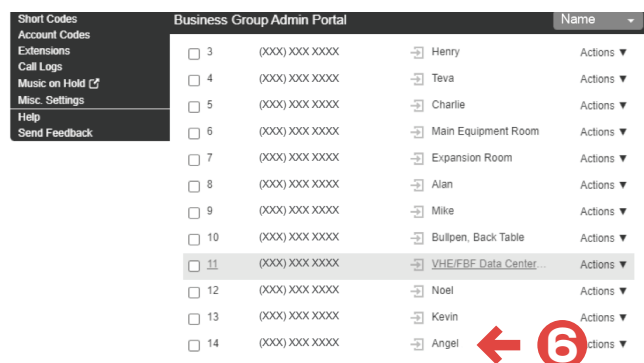 Short Codes
Account Codes
Extensions
Call Logs
Music on Hold
Misc. Settings
Help
Send Feedback
Business Group Admin Portal Name
3 (XXX) XXX XXXX Henry Actions ▼
4 (XXX) XXX XXXX Teva Actions ▼
5 (XXX) XXX XXXX Charlie Actions ▼
6 (XXX) XXX XXXX Main Equipment Room Actions ▼
7 (XXX) XXX XXXX Expansion Room Actions ▼
8 (XXX) XXX XXXX Alan Actions ▼
9 (XXX) XXX XXXX Mike Actions ▼
10 (XXX) XXX XXXX Bullpen, Back Table Actions ▼
11 (XXX) XXX XXXX VHE/FBF Data Center... Actions ▼
12 (XXX) XXX XXXX Noel Actions ▼
13 (XXX) XXX XXXX Kevin Actions ▼
14 (XXX) XXX XXXX Angel 6 ctions ▼